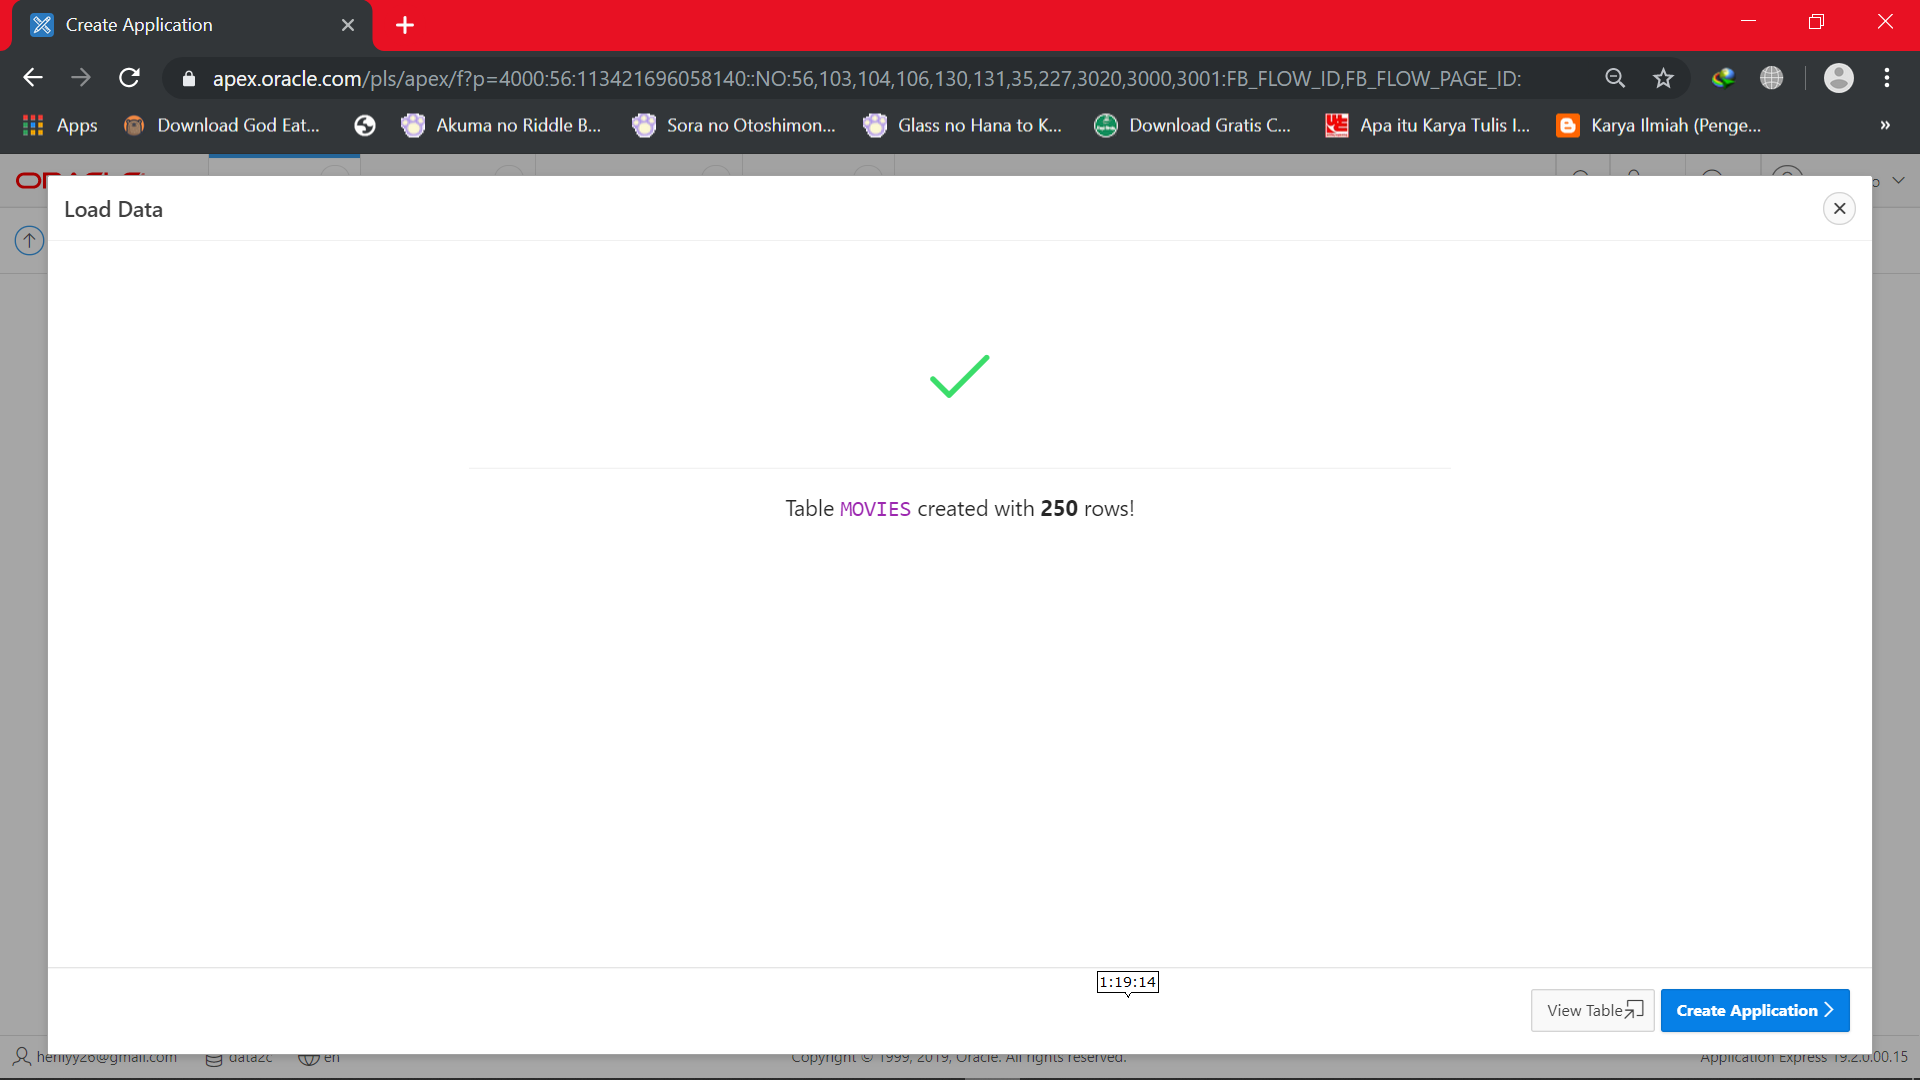 Create Application
apex.oracle.com/pls/apex/f?p=4000:56:113421696058140::NO:56,103,104,106,130,131,35,227,3020,3000,3001:FB_FLOW_ID,FB_FLOW_PAGE_ID:
Apps Download God Eat... Akuma no Riddle B... Sora no Otoshimon... Glass no Hana to K... Download Gratis C... Apa itu Karya Tulis I... Karya Ilmiah (Penge... »
Load Data
Table MOVIES created with 250 rows!
1:19:14
View Table Create Application
data2c en Copyright © 1999, 2019, Oracle. All rights reserved. Application Express 19.2.0.00.15